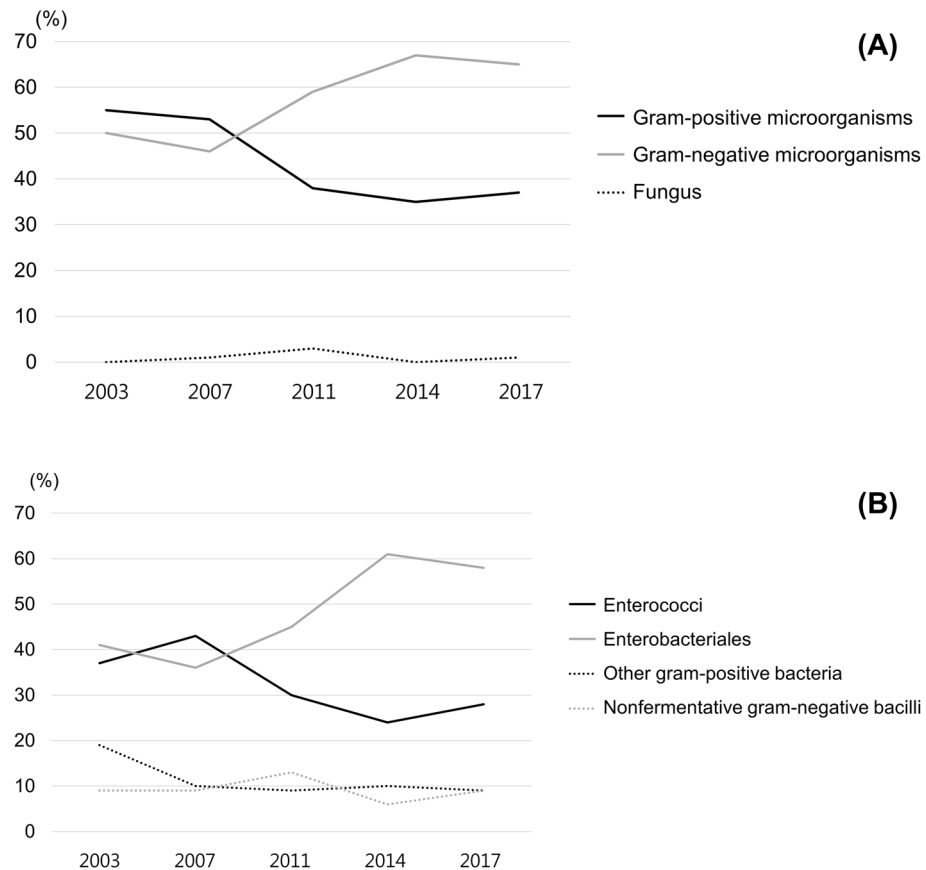 (%)
(A)
70
60
50
40
30
20
10
0
2003 2007 2011 2014 2017
Gram-positive microorganisms
Gram-negative microorganisms
Fungus
(%)
(B)
70
60
50
40
30
20
10
0
2003 2007 2011 2014 2017
Enterococci
Enterobacteriales
Other gram-positive bacteria
Nonfermentative gram-negative bacilli